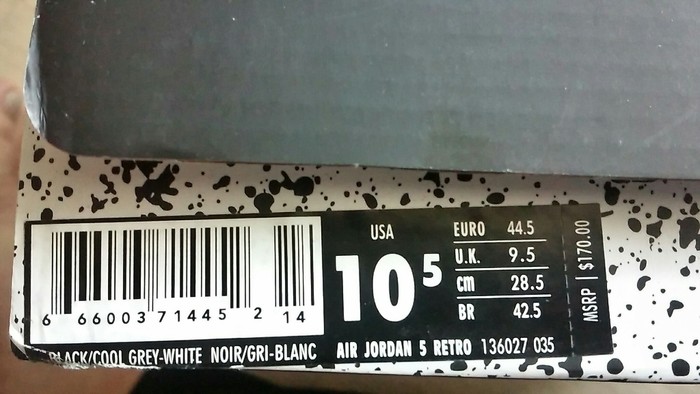 USA
10 5
EURO 44.5
U.K. 9.5
cm 28.5
BR 42.5
MSRP | $170.00
6 66003 71445 2 14
BLACK/COOL GREY-WHITE NOIR/GRI-BLANC
AIR JORDAN 5 RETRO 136027 035